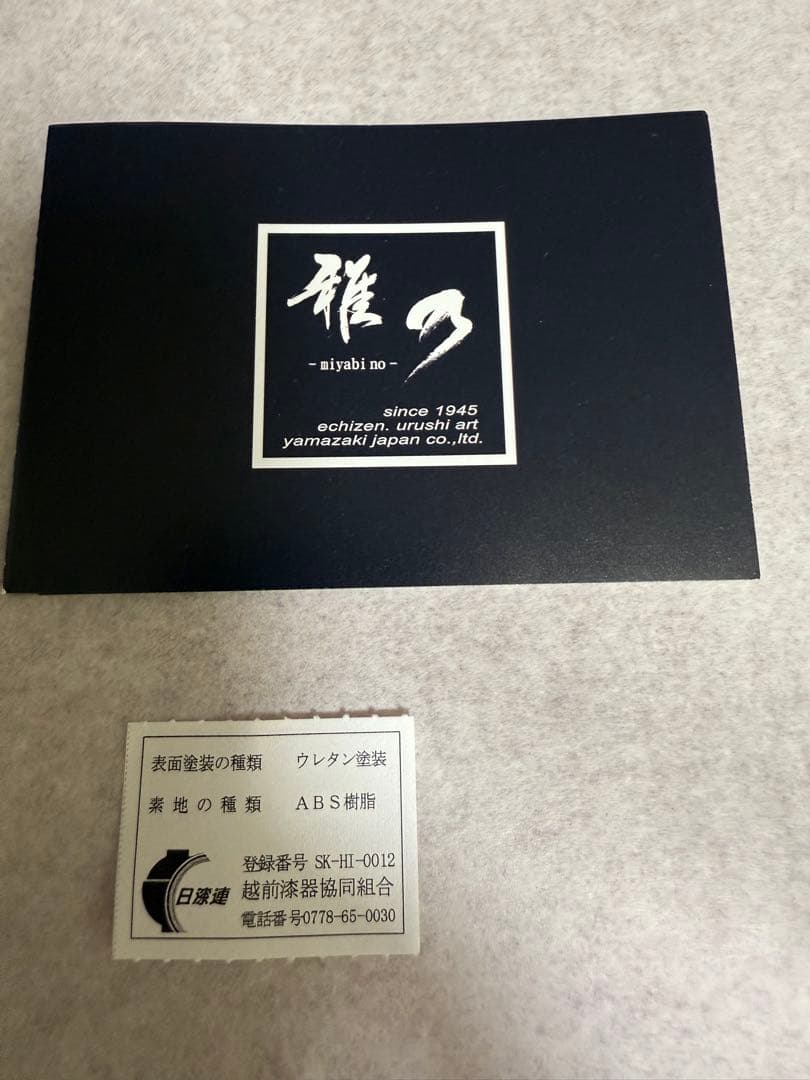 雅乃
-miyabino-
since 1945
echizen. urushi art
yamazaki japan co.,ltd.
表面塗装の種類 ウレタン塗装
素地の種類 ABS樹脂
日漆連
登録番号 SK-HI-0012
越前漆器協同組合
電話番号0778-65-0030